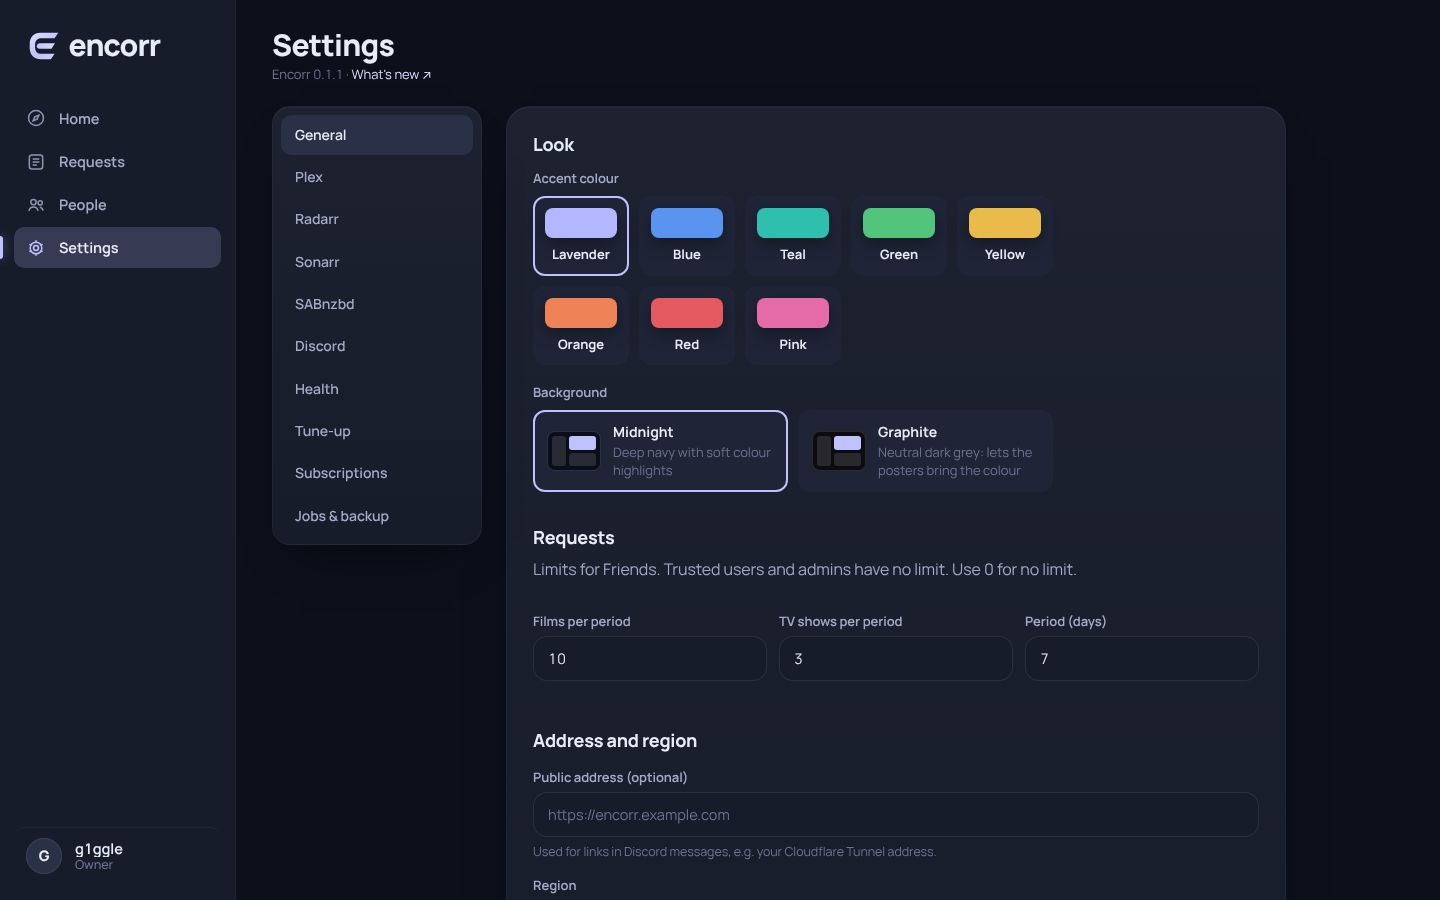 encorr
Home
Requests
People
Settings
g1ggle
Owner
G
Settings
Encorr 0.1.1 · What's new ↗
General
Plex
Radarr
Sonarr
SABnzbd
Discord
Health
Tune-up
Subscriptions
Jobs & backup
Look
Accent colour
Lavender
Blue
Teal
Green
Yellow
Orange
Red
Pink
Background
Midnight
Deep navy with soft colour
highlights
Graphite
Neutral dark grey: lets the
posters bring the colour
Requests
Limits for Friends. Trusted users and admins have no limit. Use 0 for no limit.
Films per period
10
TV shows per period
3
Period (days)
7
Address and region
Public address (optional)
https://encorr.example.com
Used for links in Discord messages, e.g. your Cloudflare Tunnel address.
Region